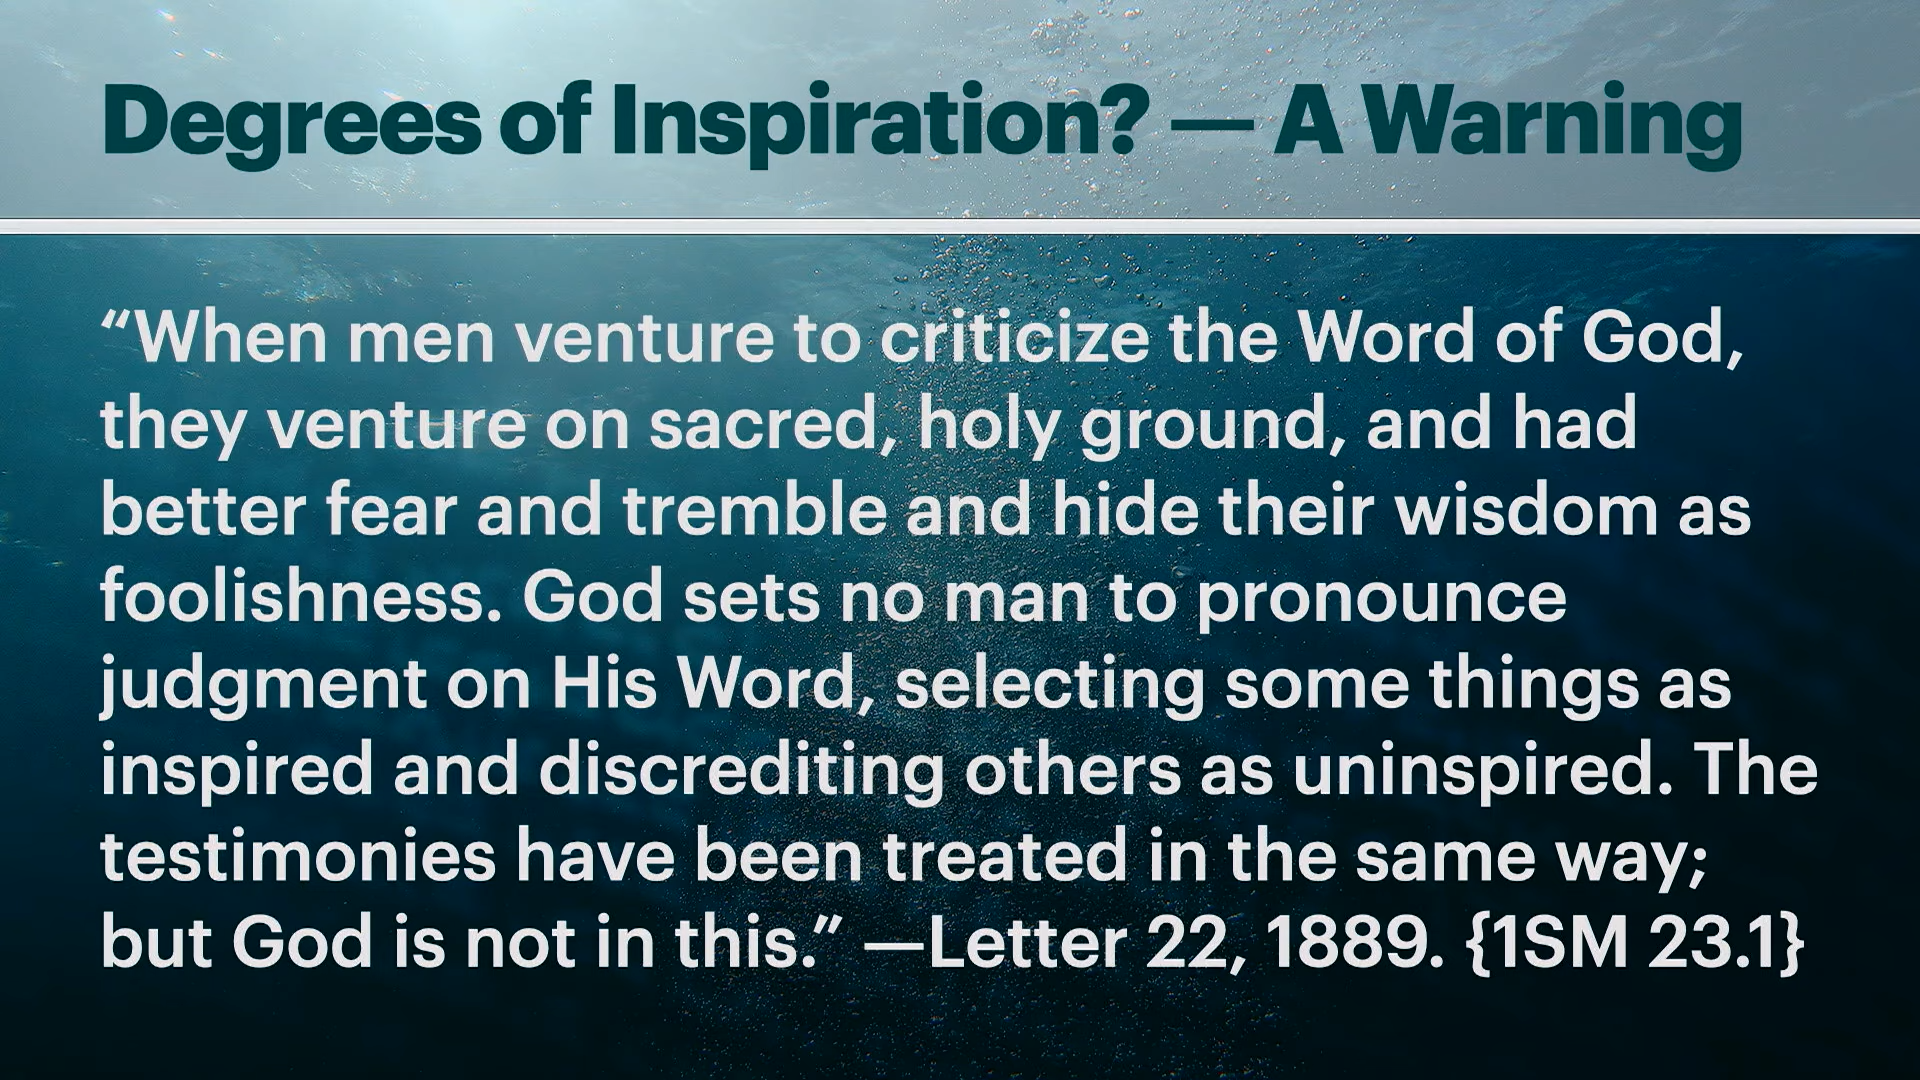 Degrees of Inspiration? — A Warning
“When men venture to criticize the Word of God,
they venture on sacred, holy ground, and had
better fear and tremble and hide their wisdom as
foolishness. God sets no man to pronounce
judgment on His Word, selecting some things as
inspired and discrediting others as uninspired. The
testimonies have been treated in the same way;
but God is not in this.” —Letter 22, 1889. {1SM 23.1}